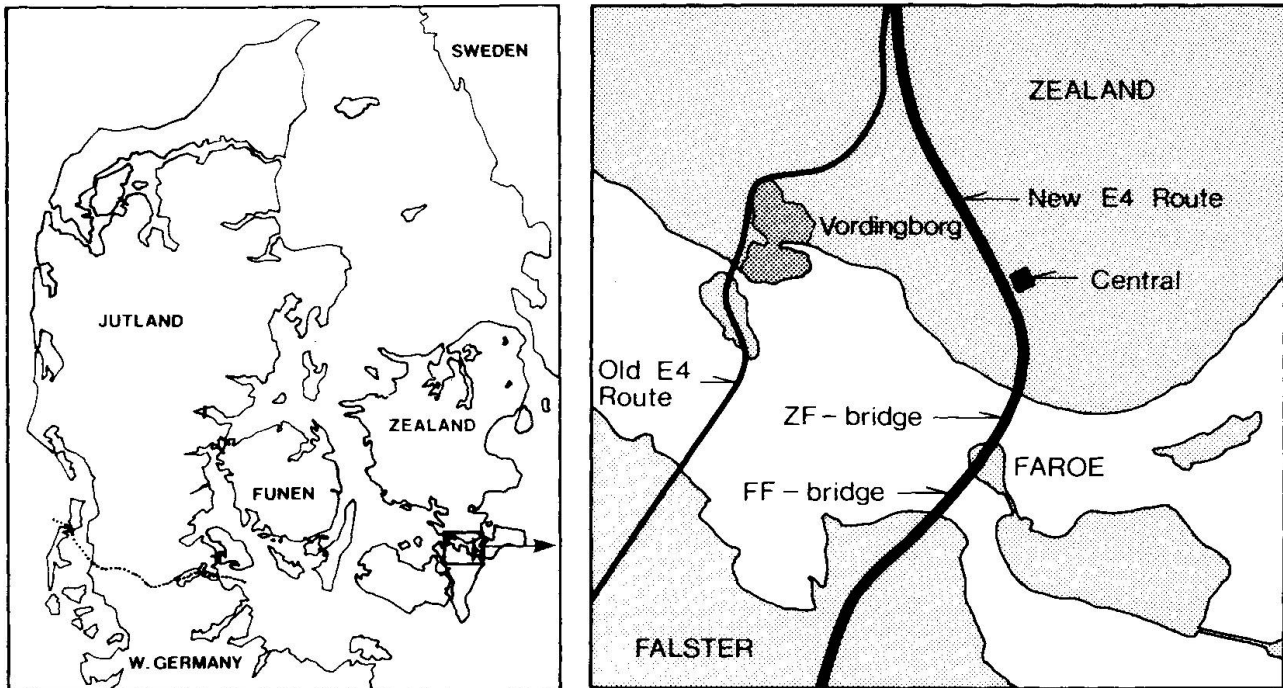 SWEDEN
JUTLAND
ZEALAND
FUNEN
W. GERMANY
ZEALAND
New E4 Route
Vordingborg
Central
Old E4
Route
ZF-bridge
FAROE
FF-bridge
FALSTER